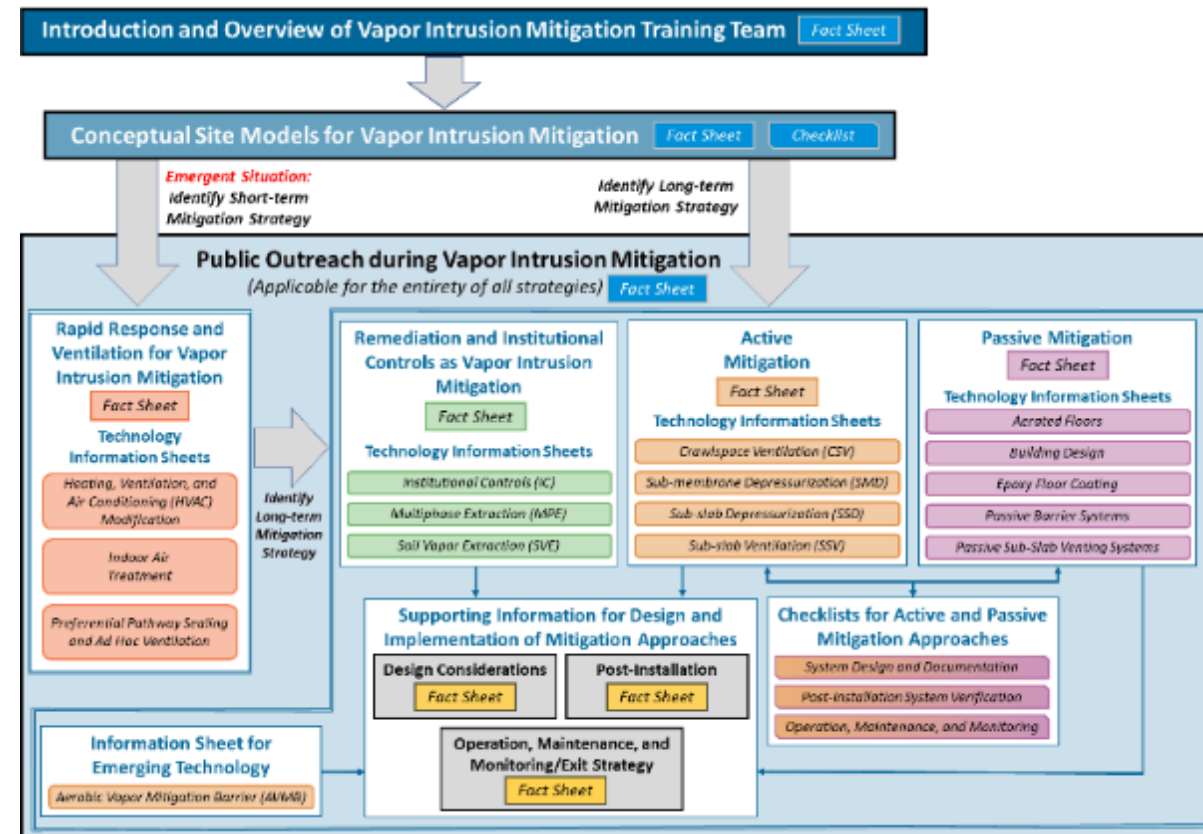 Introduction and Overview of Vapor Intrusion Mitigation Training Team
Fact Sheet
Conceptual Site Models for Vapor Intrusion Mitigation
Fact Sheet
Checklist
Emergent Situation:
Identify Short-term
Mitigation Strategy
Identify Long-term
Mitigation Strategy
Public Outreach during Vapor Intrusion Mitigation
(Applicable for the entirety of all strategies)
Fact Sheet
Rapid Response and
Ventilation for Vapor
Intrusion Mitigation
Fact Sheet
Technology
Information Sheets
Heating, Ventilation, and
Air Conditioning (HVAC)
Modification
Indoor Air
Treatment
Preferential Pathway Sealing
and Ad Hoc Ventilation
Identify
Long-term
Mitigation
Strategy
Remediation and Institutional
Controls as Vapor Intrusion
Mitigation
Fact Sheet
Technology Information Sheets
Institutional Controls (IC)
Multiphase Extraction (MPE)
Soil Vapor Extraction (SVE)
Active
Mitigation
Fact Sheet
Technology Information Sheets
Crawlspace Ventilation (CSV)
Sub-membrane Depressurization (SMD)
Sub-slab Depressurization (SSD)
Sub-slab Ventilation (SSV)
Passive Mitigation
Fact Sheet
Technology Information Sheets
Aerated Floors
Building Design
Epoxy Floor Coating
Passive Barrier Systems
Passive Sub-Slab Venting Systems
Supporting Information for Design and
Implementation of Mitigation Approaches
Design Considerations
Fact Sheet
Post-Installation
Fact Sheet
Operation, Maintenance, and
Monitoring/Exit Strategy
Fact Sheet
Checklists for Active and Passive
Mitigation Approaches
System Design and Documentation
Post-installation System Verification
Operation, Maintenance, and Monitoring
Information Sheet for
Emerging Technology
Aerobic Vapor Mitigation Barrier (AVMB)